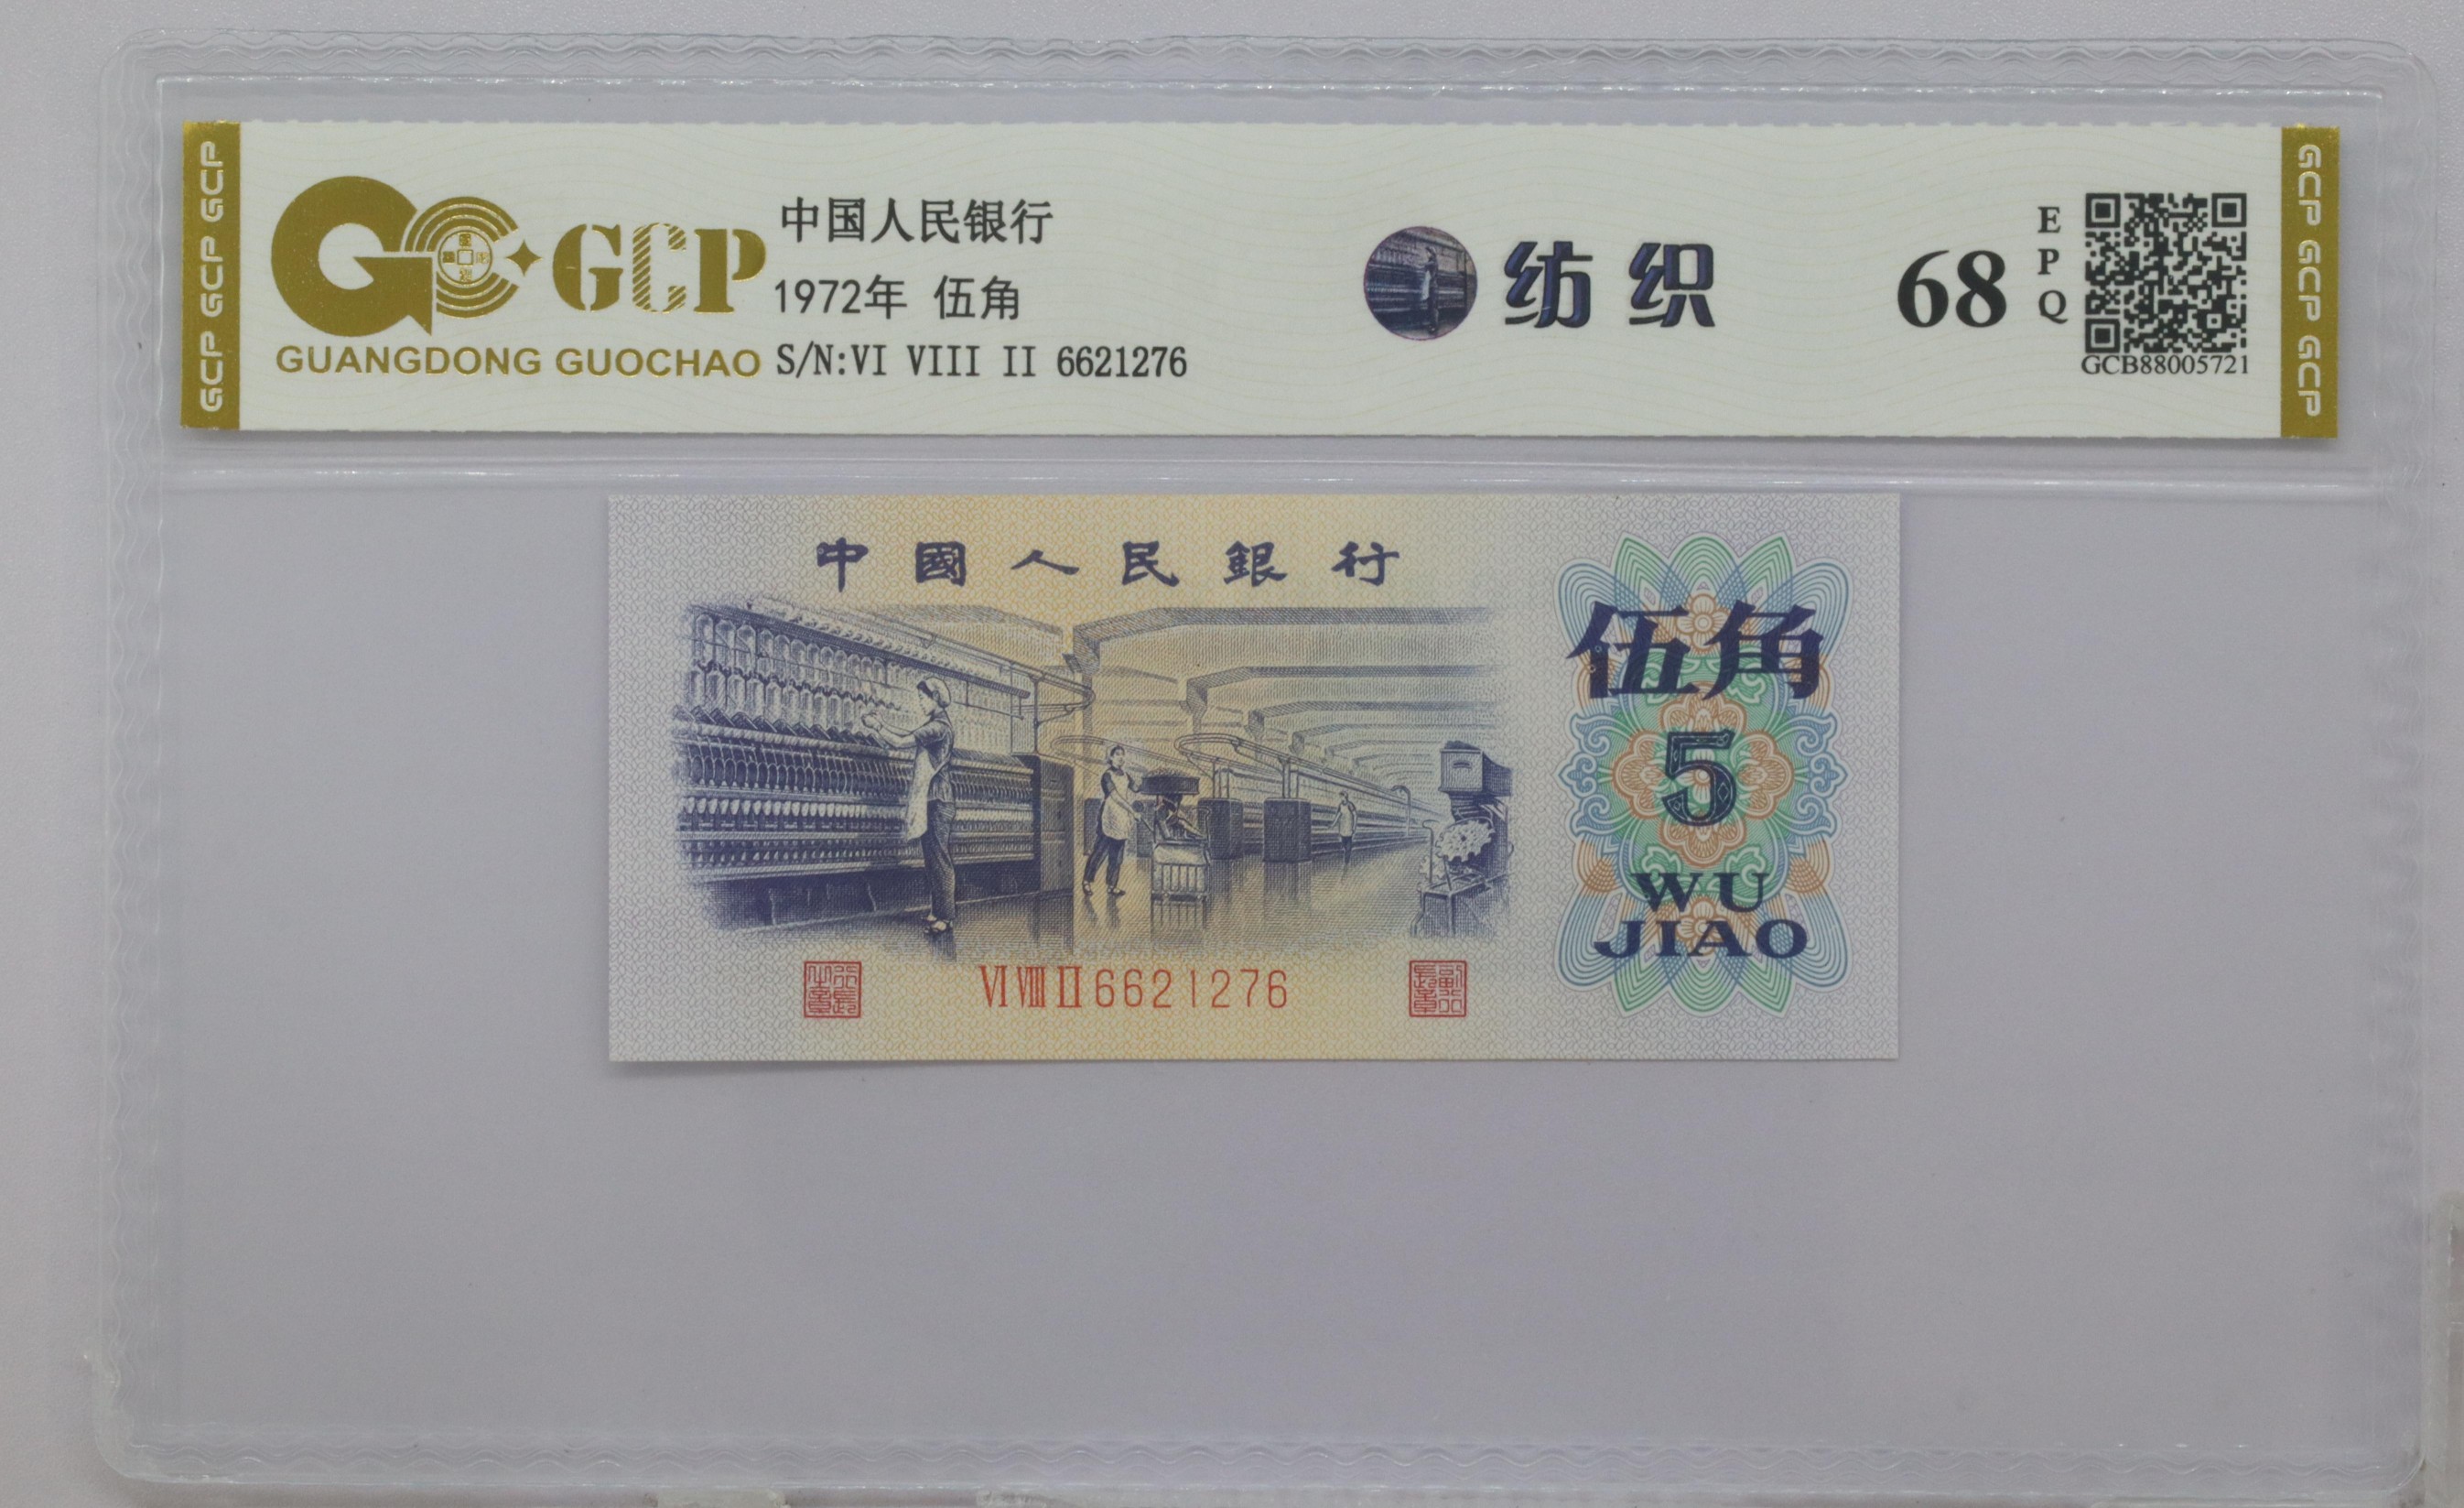 GCP GCP GCP
GCP
GUANGDONG GUOCHAO
中国人民银行
1972年 伍角
S/N:VI VIII II 6621276
纺织
68
EPQ
GCB88005721
GCP GCP GCP
中國人民銀行
伍角
5
WU
JIAO
VI VIII II 6621276